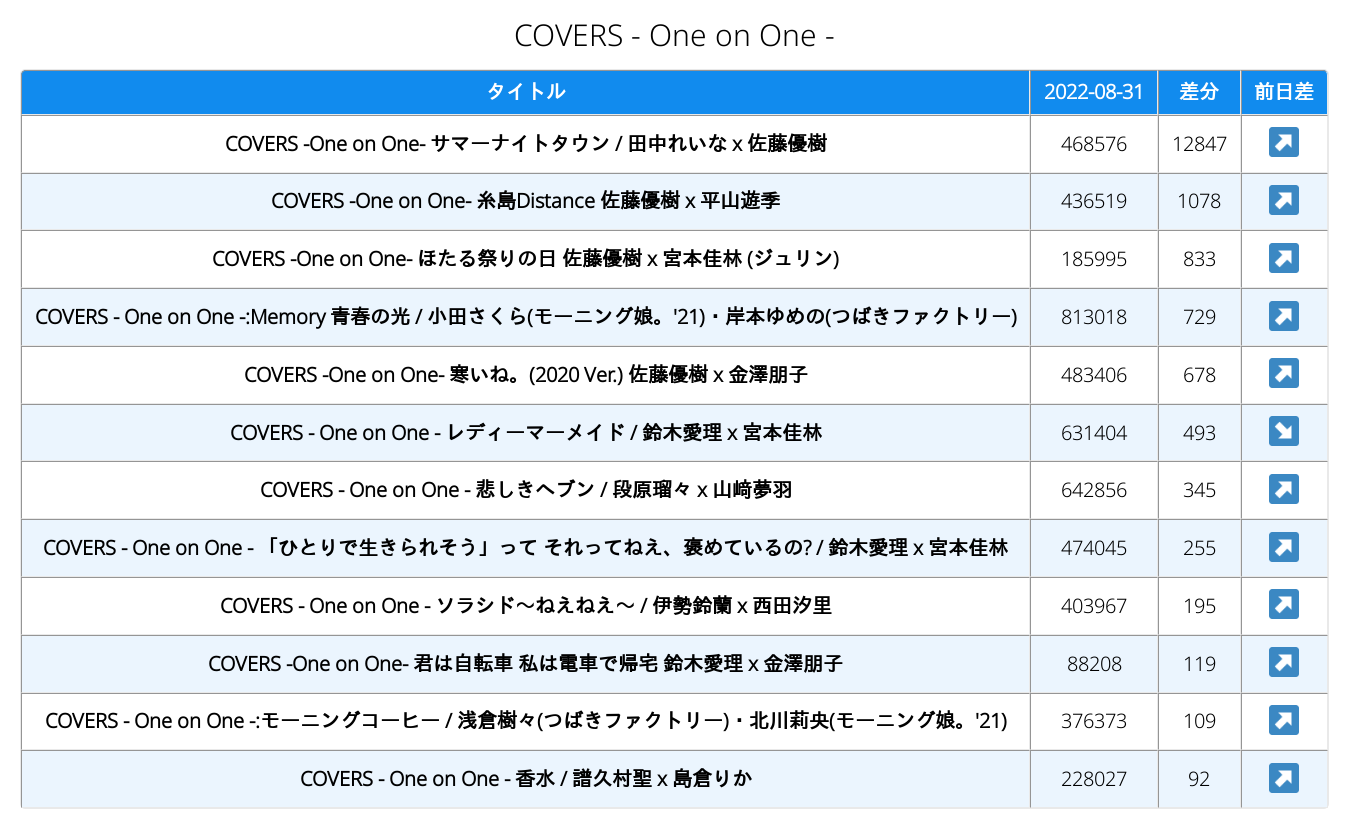 COVERS - One on One -
タイトル 2022-08-31 差分 前日差
COVERS -One on One- サマーナイトタウン / 田中れいな x 佐藤優樹 468576 12847
COVERS -One on One- 糸島Distance 佐藤優樹 x 平山遊季 436519 1078
COVERS -One on One- ほたる祭りの日 佐藤優樹 x 宮本佳林 (ジュリン) 185995 833
COVERS - One on One -:Memory 青春の光 / 小田さくら(モーニング娘。'21)・岸本ゆめの(つばきファクトリー) 813018 729
COVERS -One on One- 寒いね。(2020 Ver.) 佐藤優樹 x 金澤朋子 483406 678
COVERS - One on One - レディーマーメイド / 鈴木愛理 x 宮本佳林 631404 493
COVERS - One on One - 悲しきヘブン / 段原瑠々 x 山﨑夢羽 642856 345
COVERS - One on One - 「ひとりで生きられそう」って それってねえ、褒めているの? / 鈴木愛理 x 宮本佳林 474045 255
COVERS - One on One - ソラシド〜ねえねえ〜 / 伊勢鈴蘭 x 西田汐里 403967 195
COVERS -One on One- 君は自転車 私は電車で帰宅 鈴木愛理 x 金澤朋子 88208 119
COVERS - One on One -:モーニングコーヒー / 浅倉樹々(つばきファクトリー)・北川莉央(モーニング娘。'21) 376373 109
COVERS - One on One - 香水 / 譜久村聖 x 島倉りか 228027 92